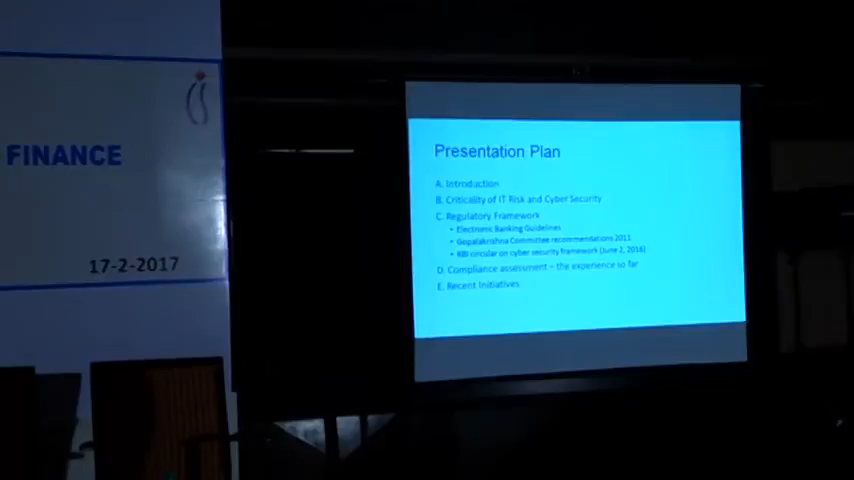 FINANCE
17-2-2017
Presentation Plan
A. Introduction
B. Criticality of IT Risk and Cyber Security
C. Regulatory Framework
• Electronic Banking Guidelines
• Gopalakrishna Committee recommendations 2011
• RBI circular on cyber security framework (June 2, 2016)
D. Compliance assessment – the experience so far
E. Recent Initiatives